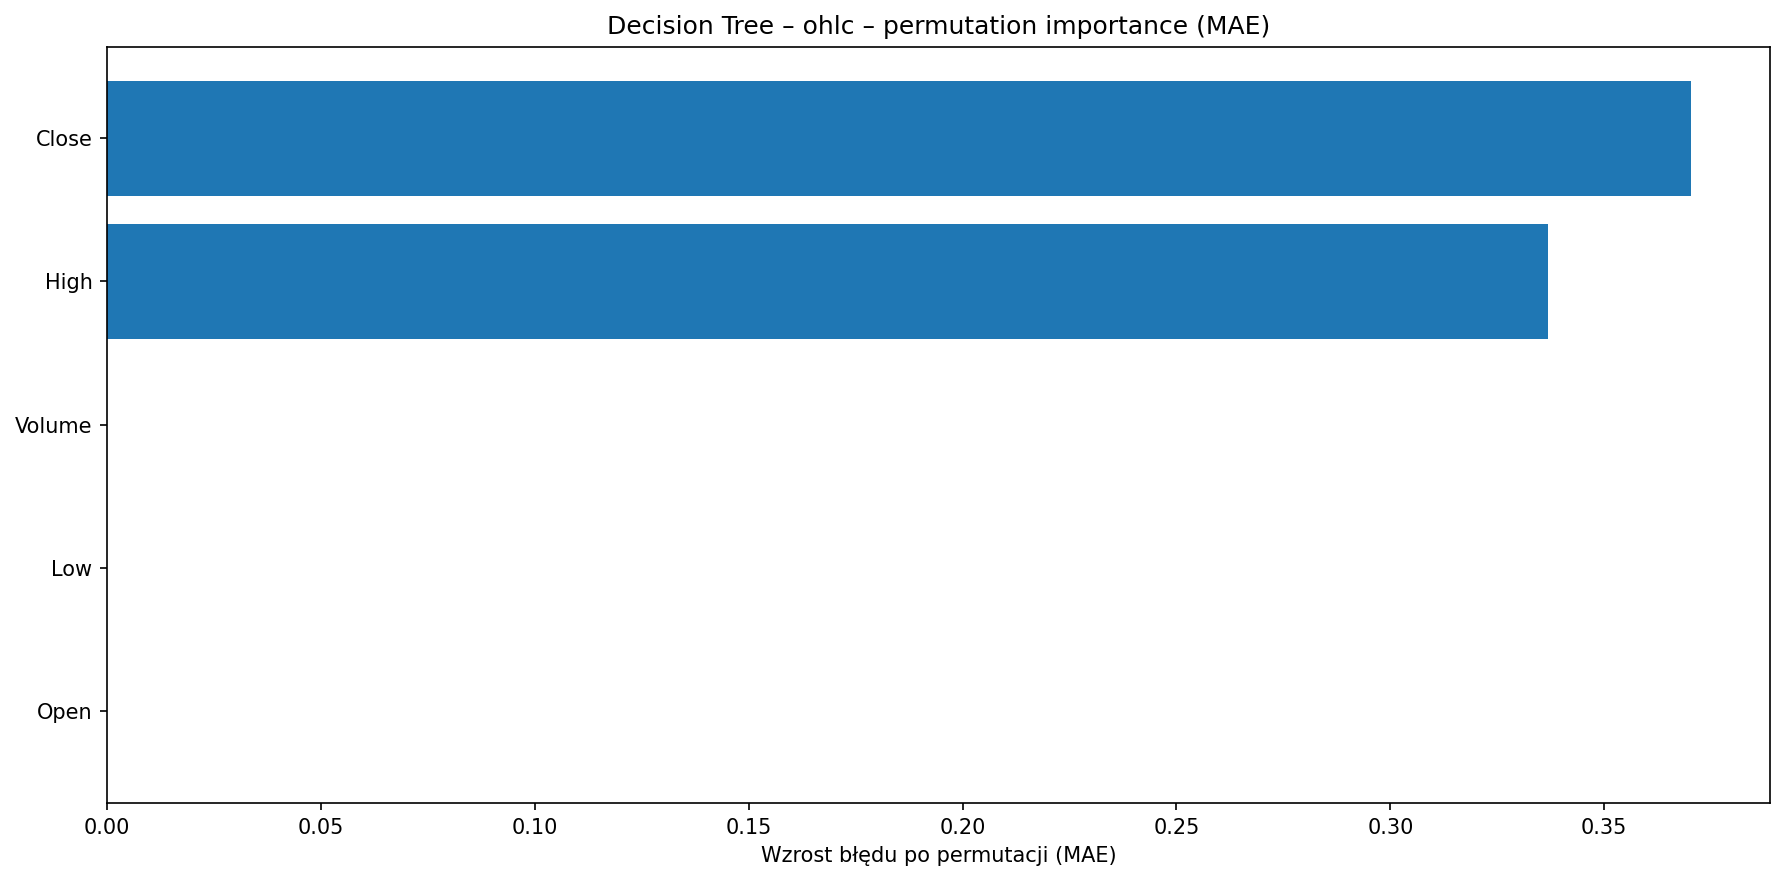 Decision Tree – ohlc – permutation importance (MAE)
Close
High
Volume
Low
Open
0.00 0.05 0.10 0.15 0.20 0.25 0.30 0.35
Wzrost błędu po permutacji (MAE)